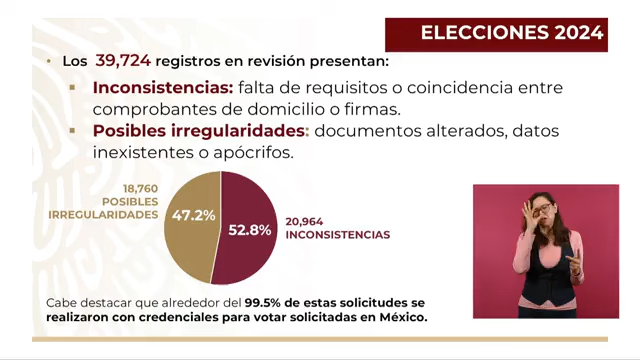 ELECCIONES 2024
• Los 39,724 registros en revisión presentan:
▪ Inconsistencias: falta de requisitos o coincidencia entre
comprobantes de domicilio o firmas.
▪ Posibles irregularidades: documentos alterados, datos
inexistentes o apócrifos.
18,760
POSIBLES
IRREGULARIDADES
47.2%
52.8%
20,964
INCONSISTENCIAS
Cabe destacar que alrededor del 99.5% de estas solicitudes se
realizaron con credenciales para votar solicitadas en México.